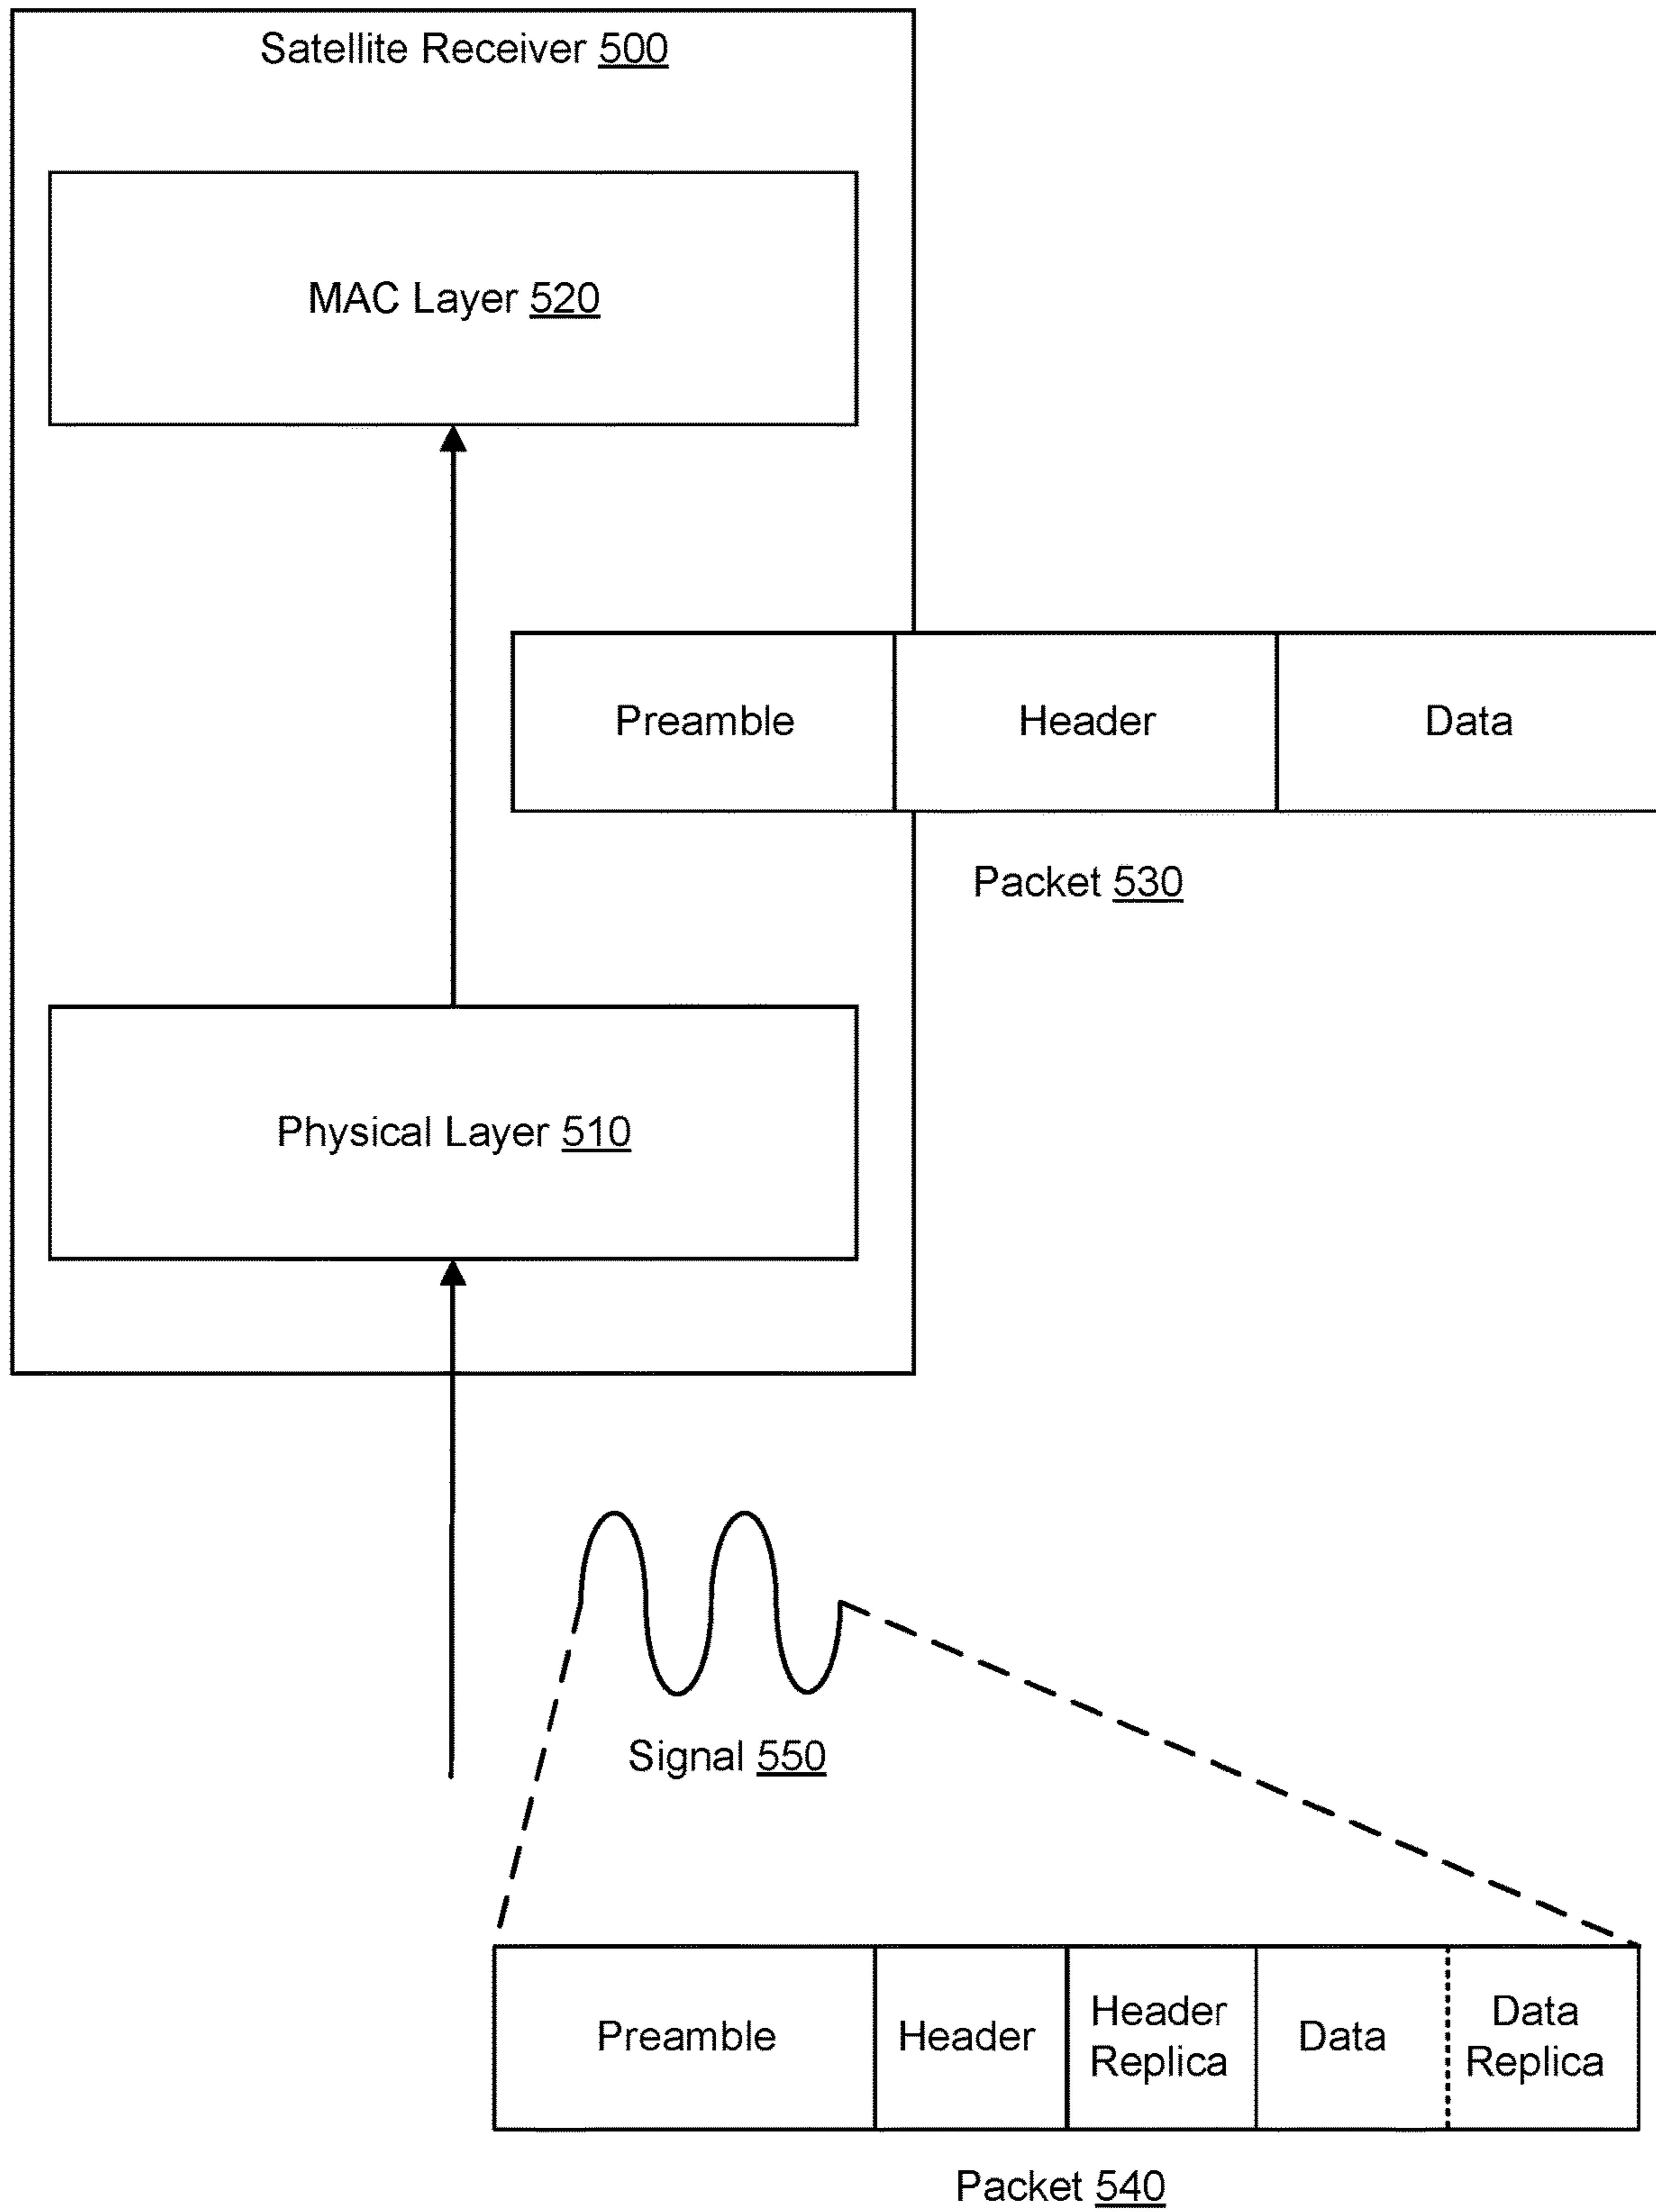 Satellite Receiver 500
MAC Layer 520
Preamble
Header
Data
Packet 530
Physical Layer 510
Signal 550
Preamble
Header
Header
Replica
Data
Data
Replica
Packet 540